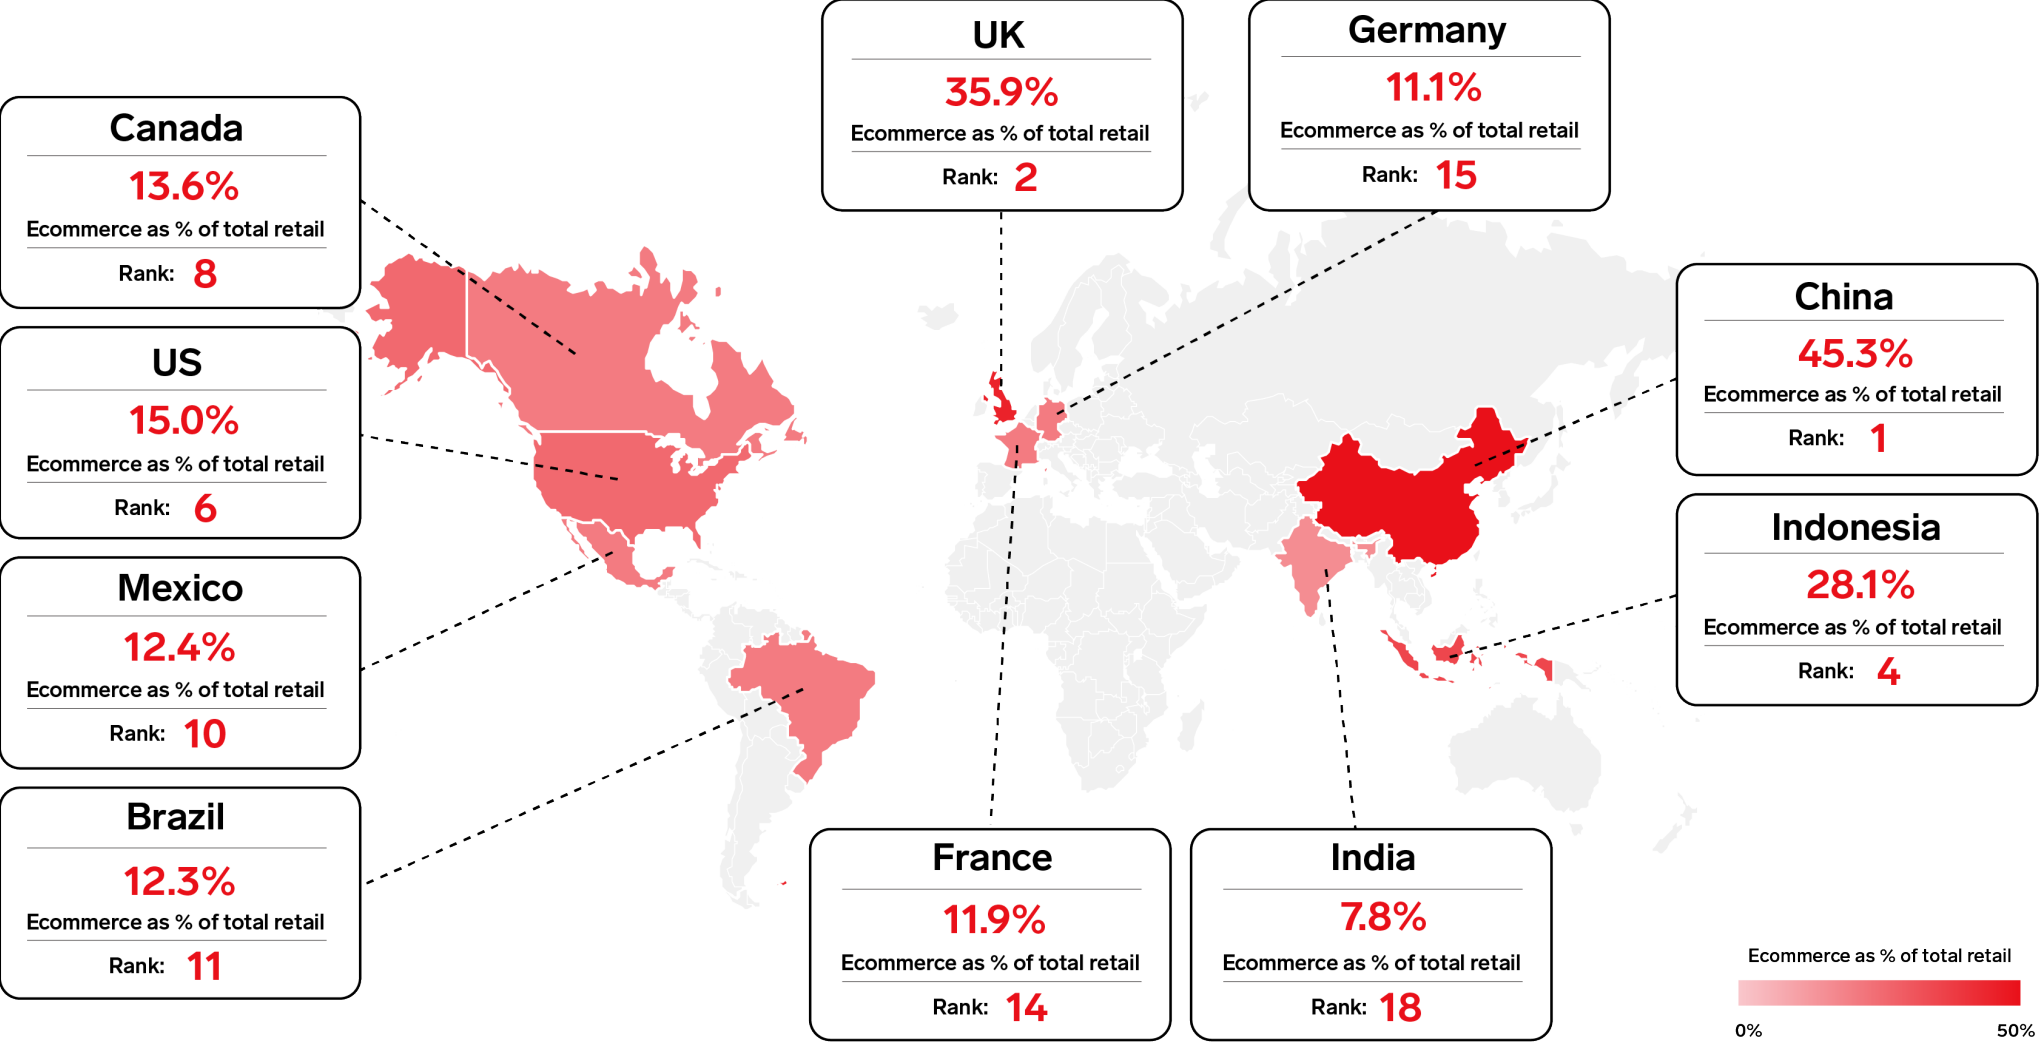 UK
35.9%
Ecommerce as % of total retail
Rank: 2
Germany
11.1%
Ecommerce as % of total retail
Rank: 15
Canada
13.6%
Ecommerce as % of total retail
Rank: 8
US
15.0%
Ecommerce as % of total retail
Rank: 6
Mexico
12.4%
Ecommerce as % of total retail
Rank: 10
Brazil
12.3%
Ecommerce as % of total retail
Rank: 11
China
45.3%
Ecommerce as % of total retail
Rank: 1
Indonesia
28.1%
Ecommerce as % of total retail
Rank: 4
France
11.9%
Ecommerce as % of total retail
Rank: 14
India
7.8%
Ecommerce as % of total retail
Rank: 18
Ecommerce as % of total retail
0% 50%